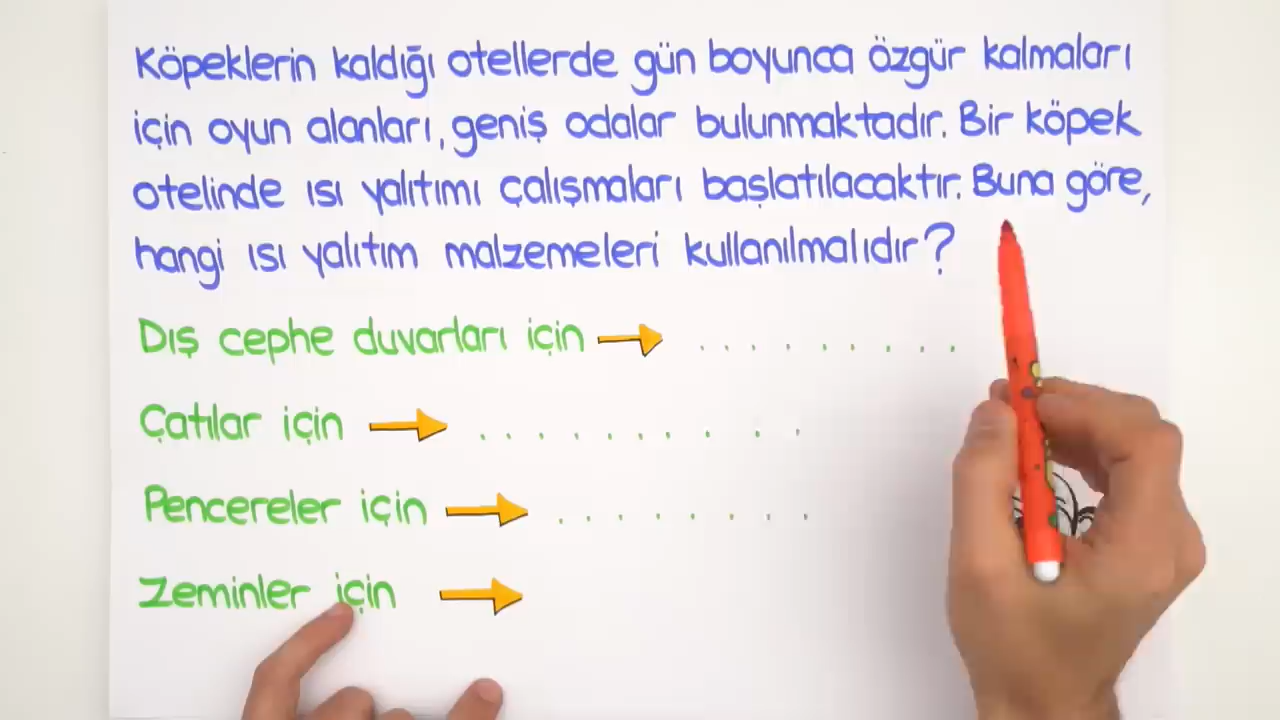 Köpeklerin kaldığı otellerde gün boyunca özgür kalmaları
için oyun alanları, geniş odalar bulunmaktadır. Bir köpek
otelinde ısı yalıtımı çalışmaları başlatılacaktır. Buna göre,
hangi ısı yalıtım malzemeleri kullanılmalıdır?
Dış cephe duvarları için → . . . . . . . . .
Çatılar için → . . . . . . . . . .
Pencereler için → . . . . . . . .
Zeminler için →